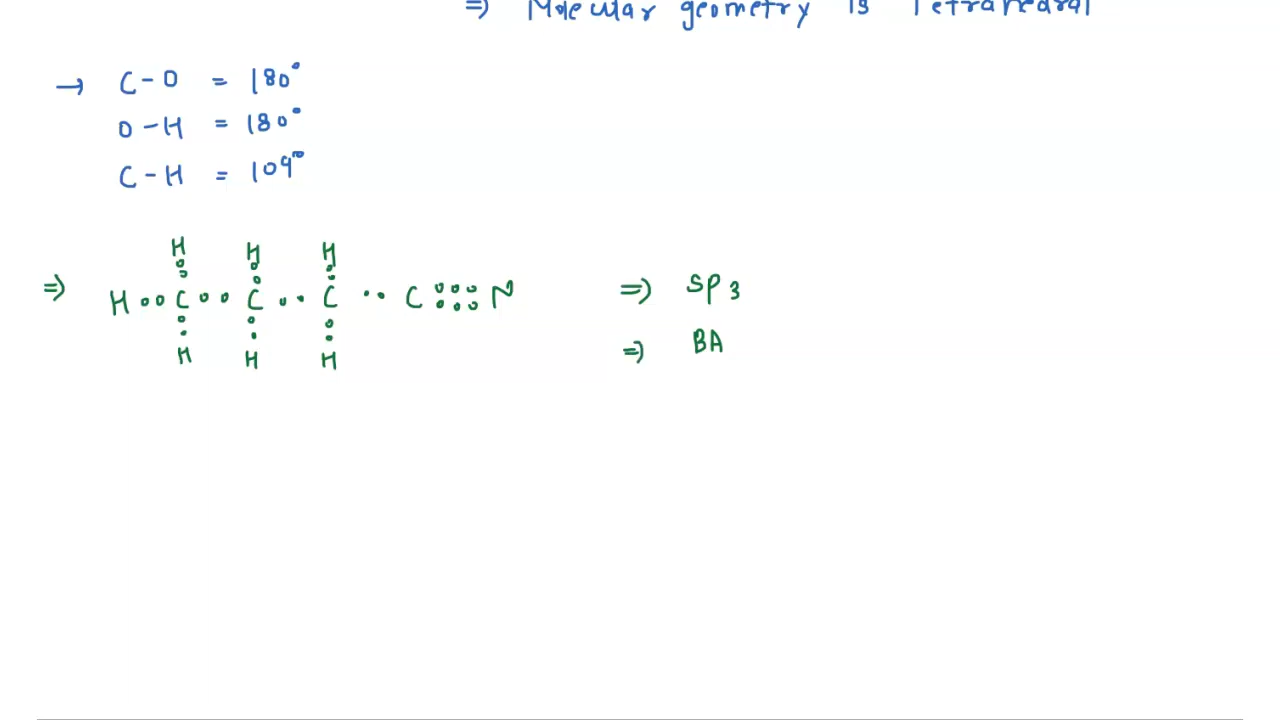 ⇒ Molecular geometry is Tetrahedral
→ C-O = 180°
O-H = 180°
C-H = 109°
H H H
⇒ H:C:C:C:C:::N ⇒ SP3
H H H ⇒ BA